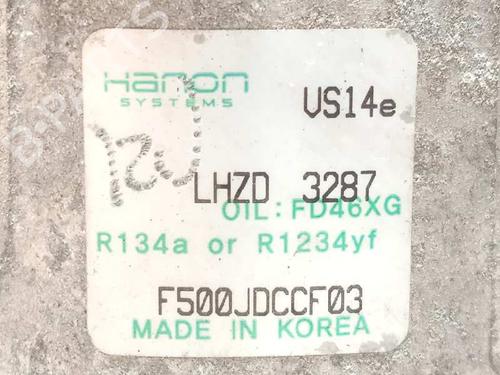 Hanon
SYSTEMS
VS14e
LHZD 3287
OIL: FD46XG
R134a or R1234yf
F500JDCCF03
MADE IN KOREA